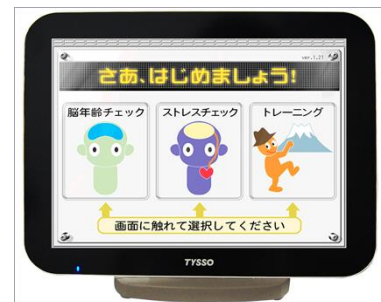 ver.1.21
さあ、はじめましょう!
脳年齢チェック
ストレスチェック
トレーニング
画面に触れて選択してください
TYSSO